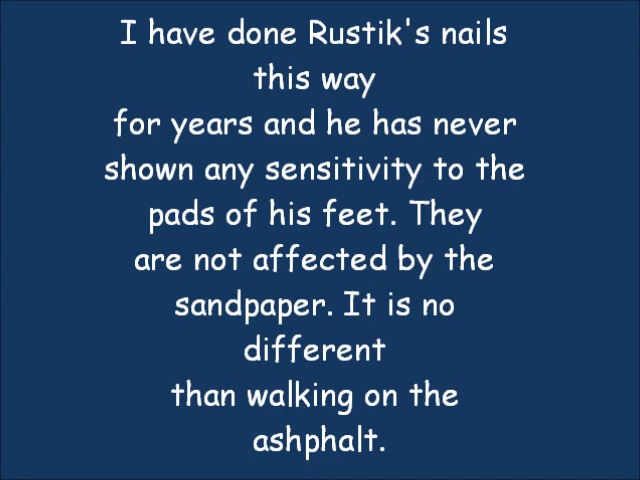 I have done Rustik's nails
this way
for years and he has never
shown any sensitivity to the
pads of his feet. They
are not affected by the
sandpaper. It is no
different
than walking on the
ashphalt.